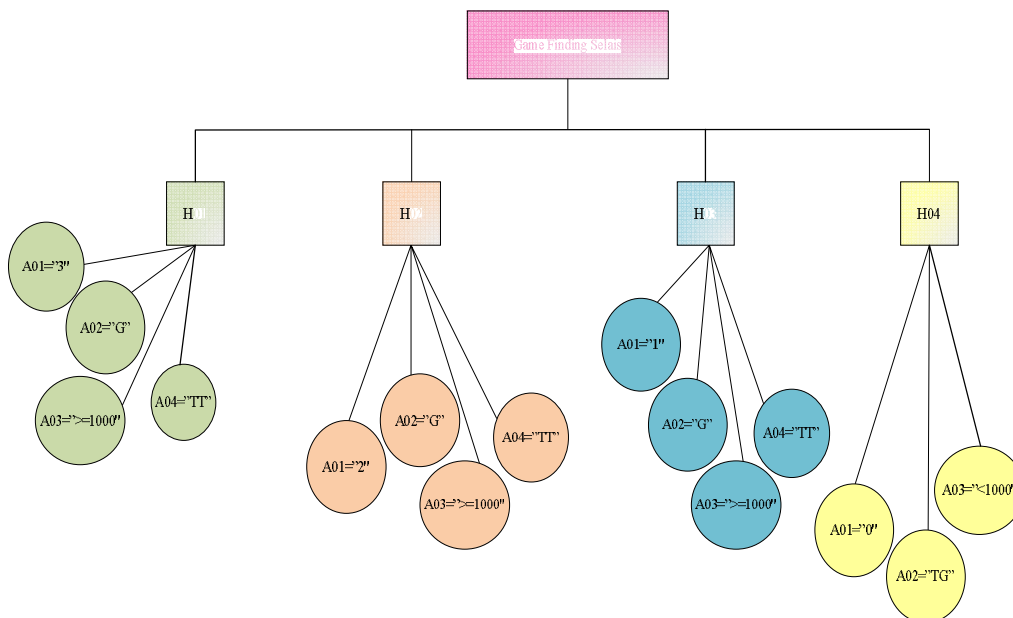 Game Finding Selais
H
H
H
H04
A01="3"
A02="G"
A03=">=1000"
A04="TT"
A01="2"
A02="G"
A03=">=1000"
A04="TT"
A01="1"
A02="G"
A03=">=1000"
A04="TT"
A01="0"
A02="TG"
A03="<1000"